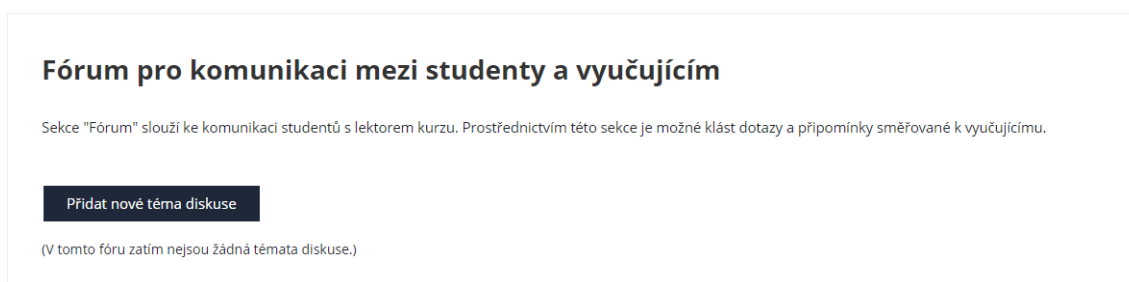 Fórum pro komunikaci mezi studenty a vyučujícím
Sekce "Fórum" slouží ke komunikaci studentů s lektorem kurzu. Prostřednictvím této sekce je možné klást dotazy a připomínky směřované k vyučujícímu.
Přidat nové téma diskuse
(V tomto fóru zatím nejsou žádná témata diskuse.)